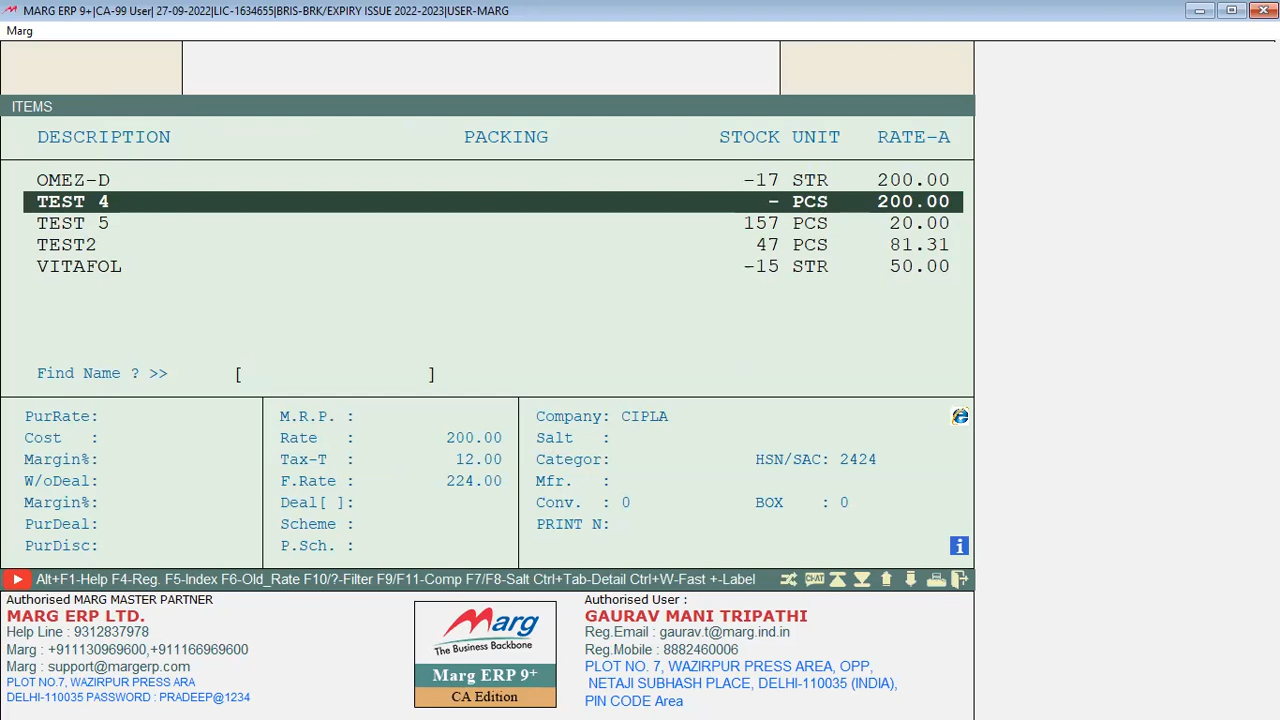 MARG ERP 9+|CA-99 User| 27-09-2022|LIC-1634655|BRIS-BRK/EXPIRY ISSUE 2022-2023|USER-MARG
Marg
ITEMS
DESCRIPTION PACKING STOCK UNIT RATE-A
OMEZ-D -17 STR 200.00
TEST 4 - PCS 200.00
TEST 5 157 PCS 20.00
TEST2 47 PCS 81.31
VITAFOL -15 STR 50.00
Find Name ? >> [ ]
PurRate: M.R.P. : Company: CIPLA
Cost : Rate 200.00 Salt :
Margin%: Tax-T : 12.00 Categor: HSN/SAC: 2424
W/oDeal: F.Rate : 224.00 Mfr. :
Margin%: Deal[ ]: Conv. : 0 BOX : 0
PurDeal: Scheme : PRINT N:
PurDisc: P.Sch. :
Alt+F1-Help F4-Reg. F5-Index F6-Old_Rate F10/?-Filter F9/F11-Comp F7/F8-Salt Ctrl+Tab-Detail Ctrl+W-Fast +-Label CHAT
Authorised MARG MASTER PARTNER
MARG ERP LTD.
Help Line : 9312837978
Marg : +911130969600,+911166969600
Marg : support@margerp.com
PLOT NO.7, WAZIRPUR PRESS ARA
DELHI-110035 PASSWORD : PRADEEP@1234
Marg
The Business Backbone
Marg ERP 9+
CA Edition
Authorised User :
GAURAV MANI TRIPATHI
Reg.Email : gaurav.t@marg.ind.in
Reg.Mobile : 8882460006
PLOT NO. 7, WAZIRPUR PRESS AREA, OPP,
NETAJI SUBHASH PLACE, DELHI-110035 (INDIA),
PIN CODE Area